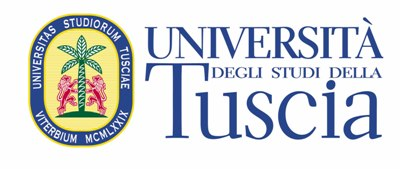 UNIVERSITAS STUDIORUM TUSCIAE
VITERBIUM MCMLXXIX
UNIVERSITÀ
DEGLI STUDI DELLA
Tuscia